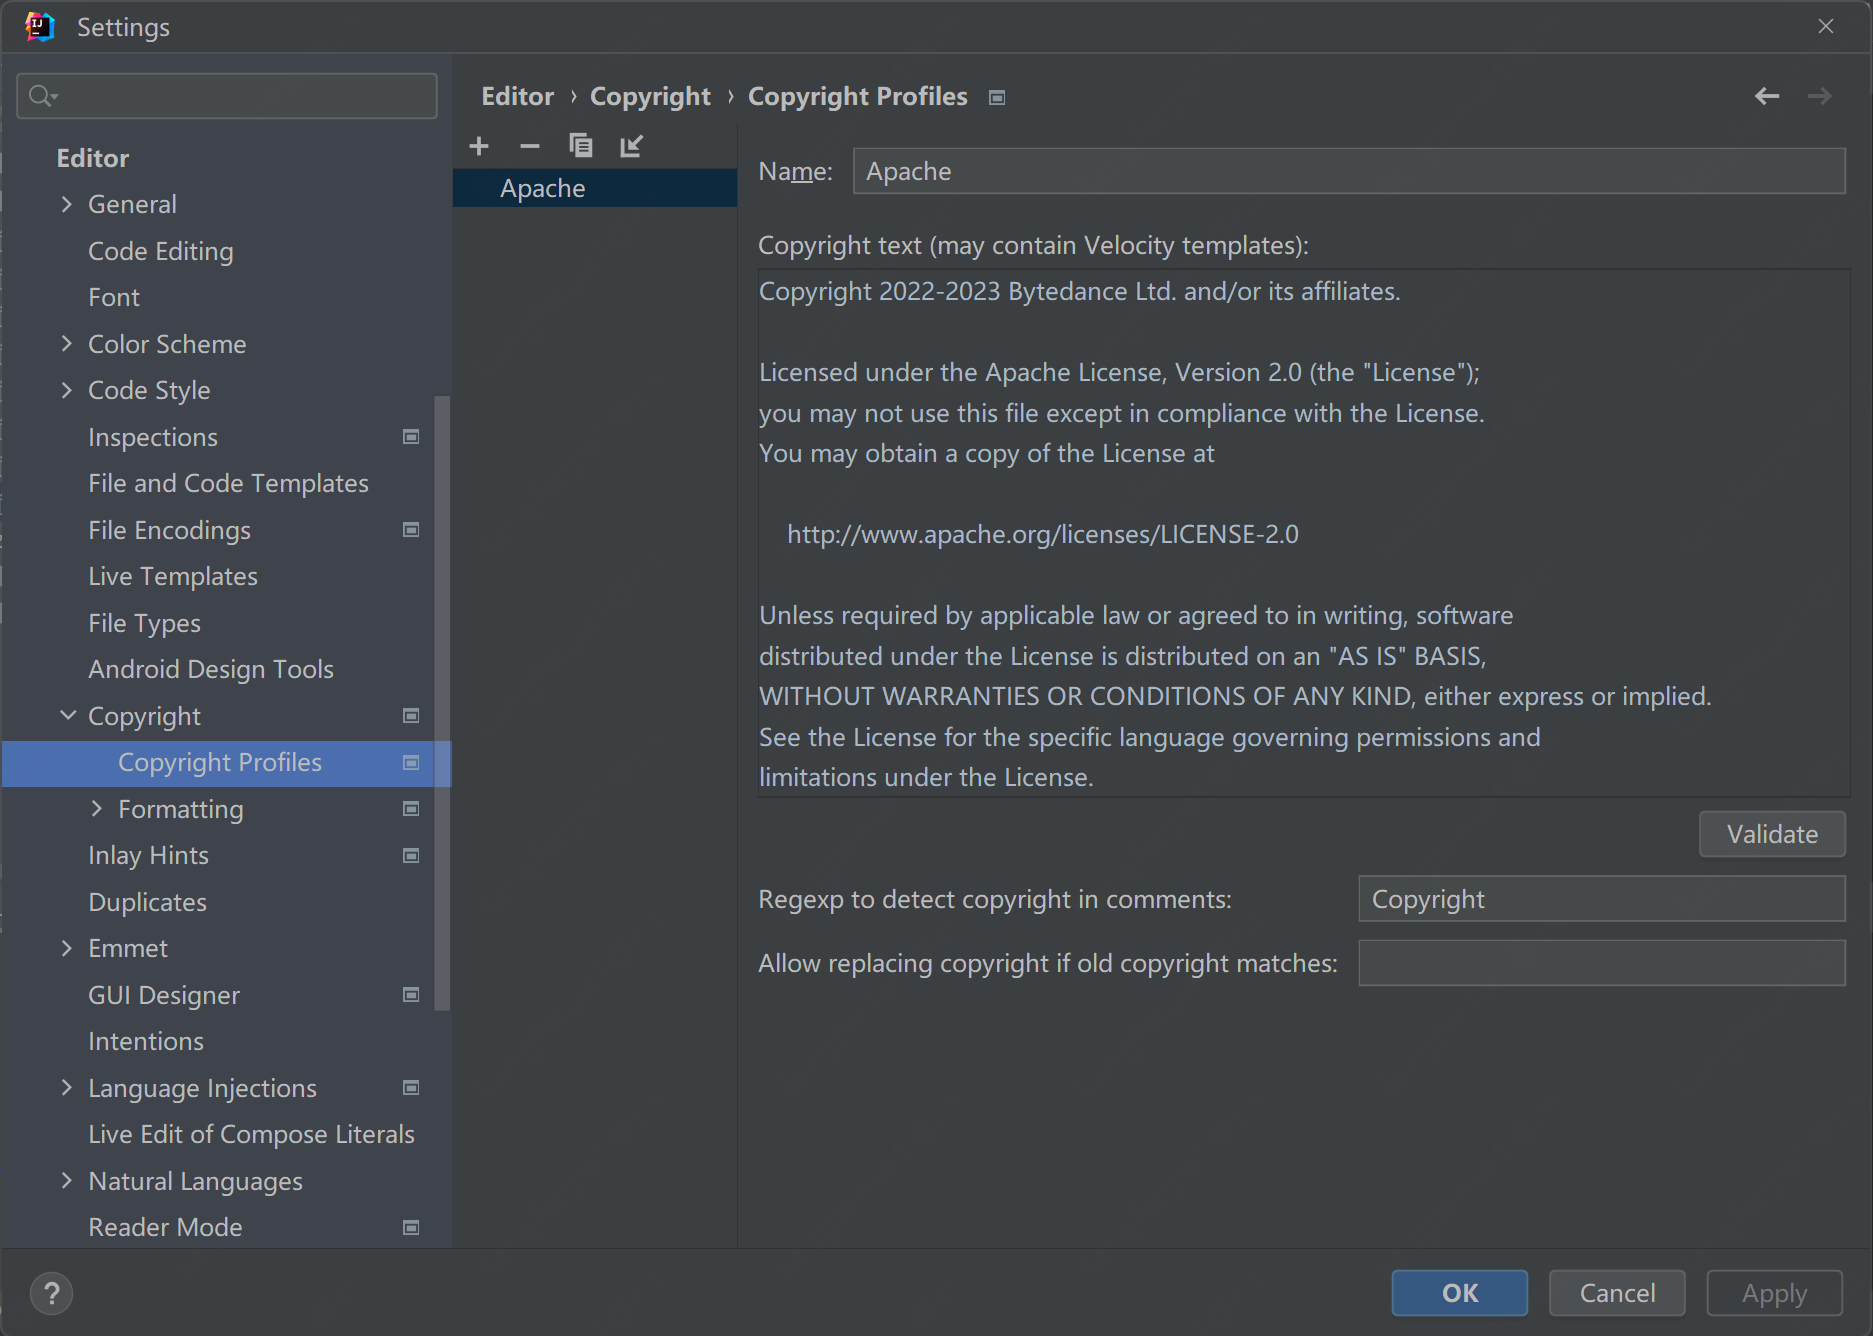 Settings
Editor › Copyright › Copyright Profiles
Editor
General
Code Editing
Font
Color Scheme
Code Style
Inspections
File and Code Templates
File Encodings
Live Templates
File Types
Android Design Tools
Copyright
Copyright Profiles
Formatting
Inlay Hints
Duplicates
Emmet
GUI Designer
Intentions
Language Injections
Live Edit of Compose Literals
Natural Languages
Reader Mode
Apache
Name: Apache
Copyright text (may contain Velocity templates):
Copyright 2022-2023 Bytedance Ltd. and/or its affiliates.
Licensed under the Apache License, Version 2.0 (the "License");
you may not use this file except in compliance with the License.
You may obtain a copy of the License at
http://www.apache.org/licenses/LICENSE-2.0
Unless required by applicable law or agreed to in writing, software
distributed under the License is distributed on an "AS IS" BASIS,
WITHOUT WARRANTIES OR CONDITIONS OF ANY KIND, either express or implied.
See the License for the specific language governing permissions and
limitations under the License.
Validate
Regexp to detect copyright in comments: Copyright
Allow replacing copyright if old copyright matches:
? OK Cancel Apply